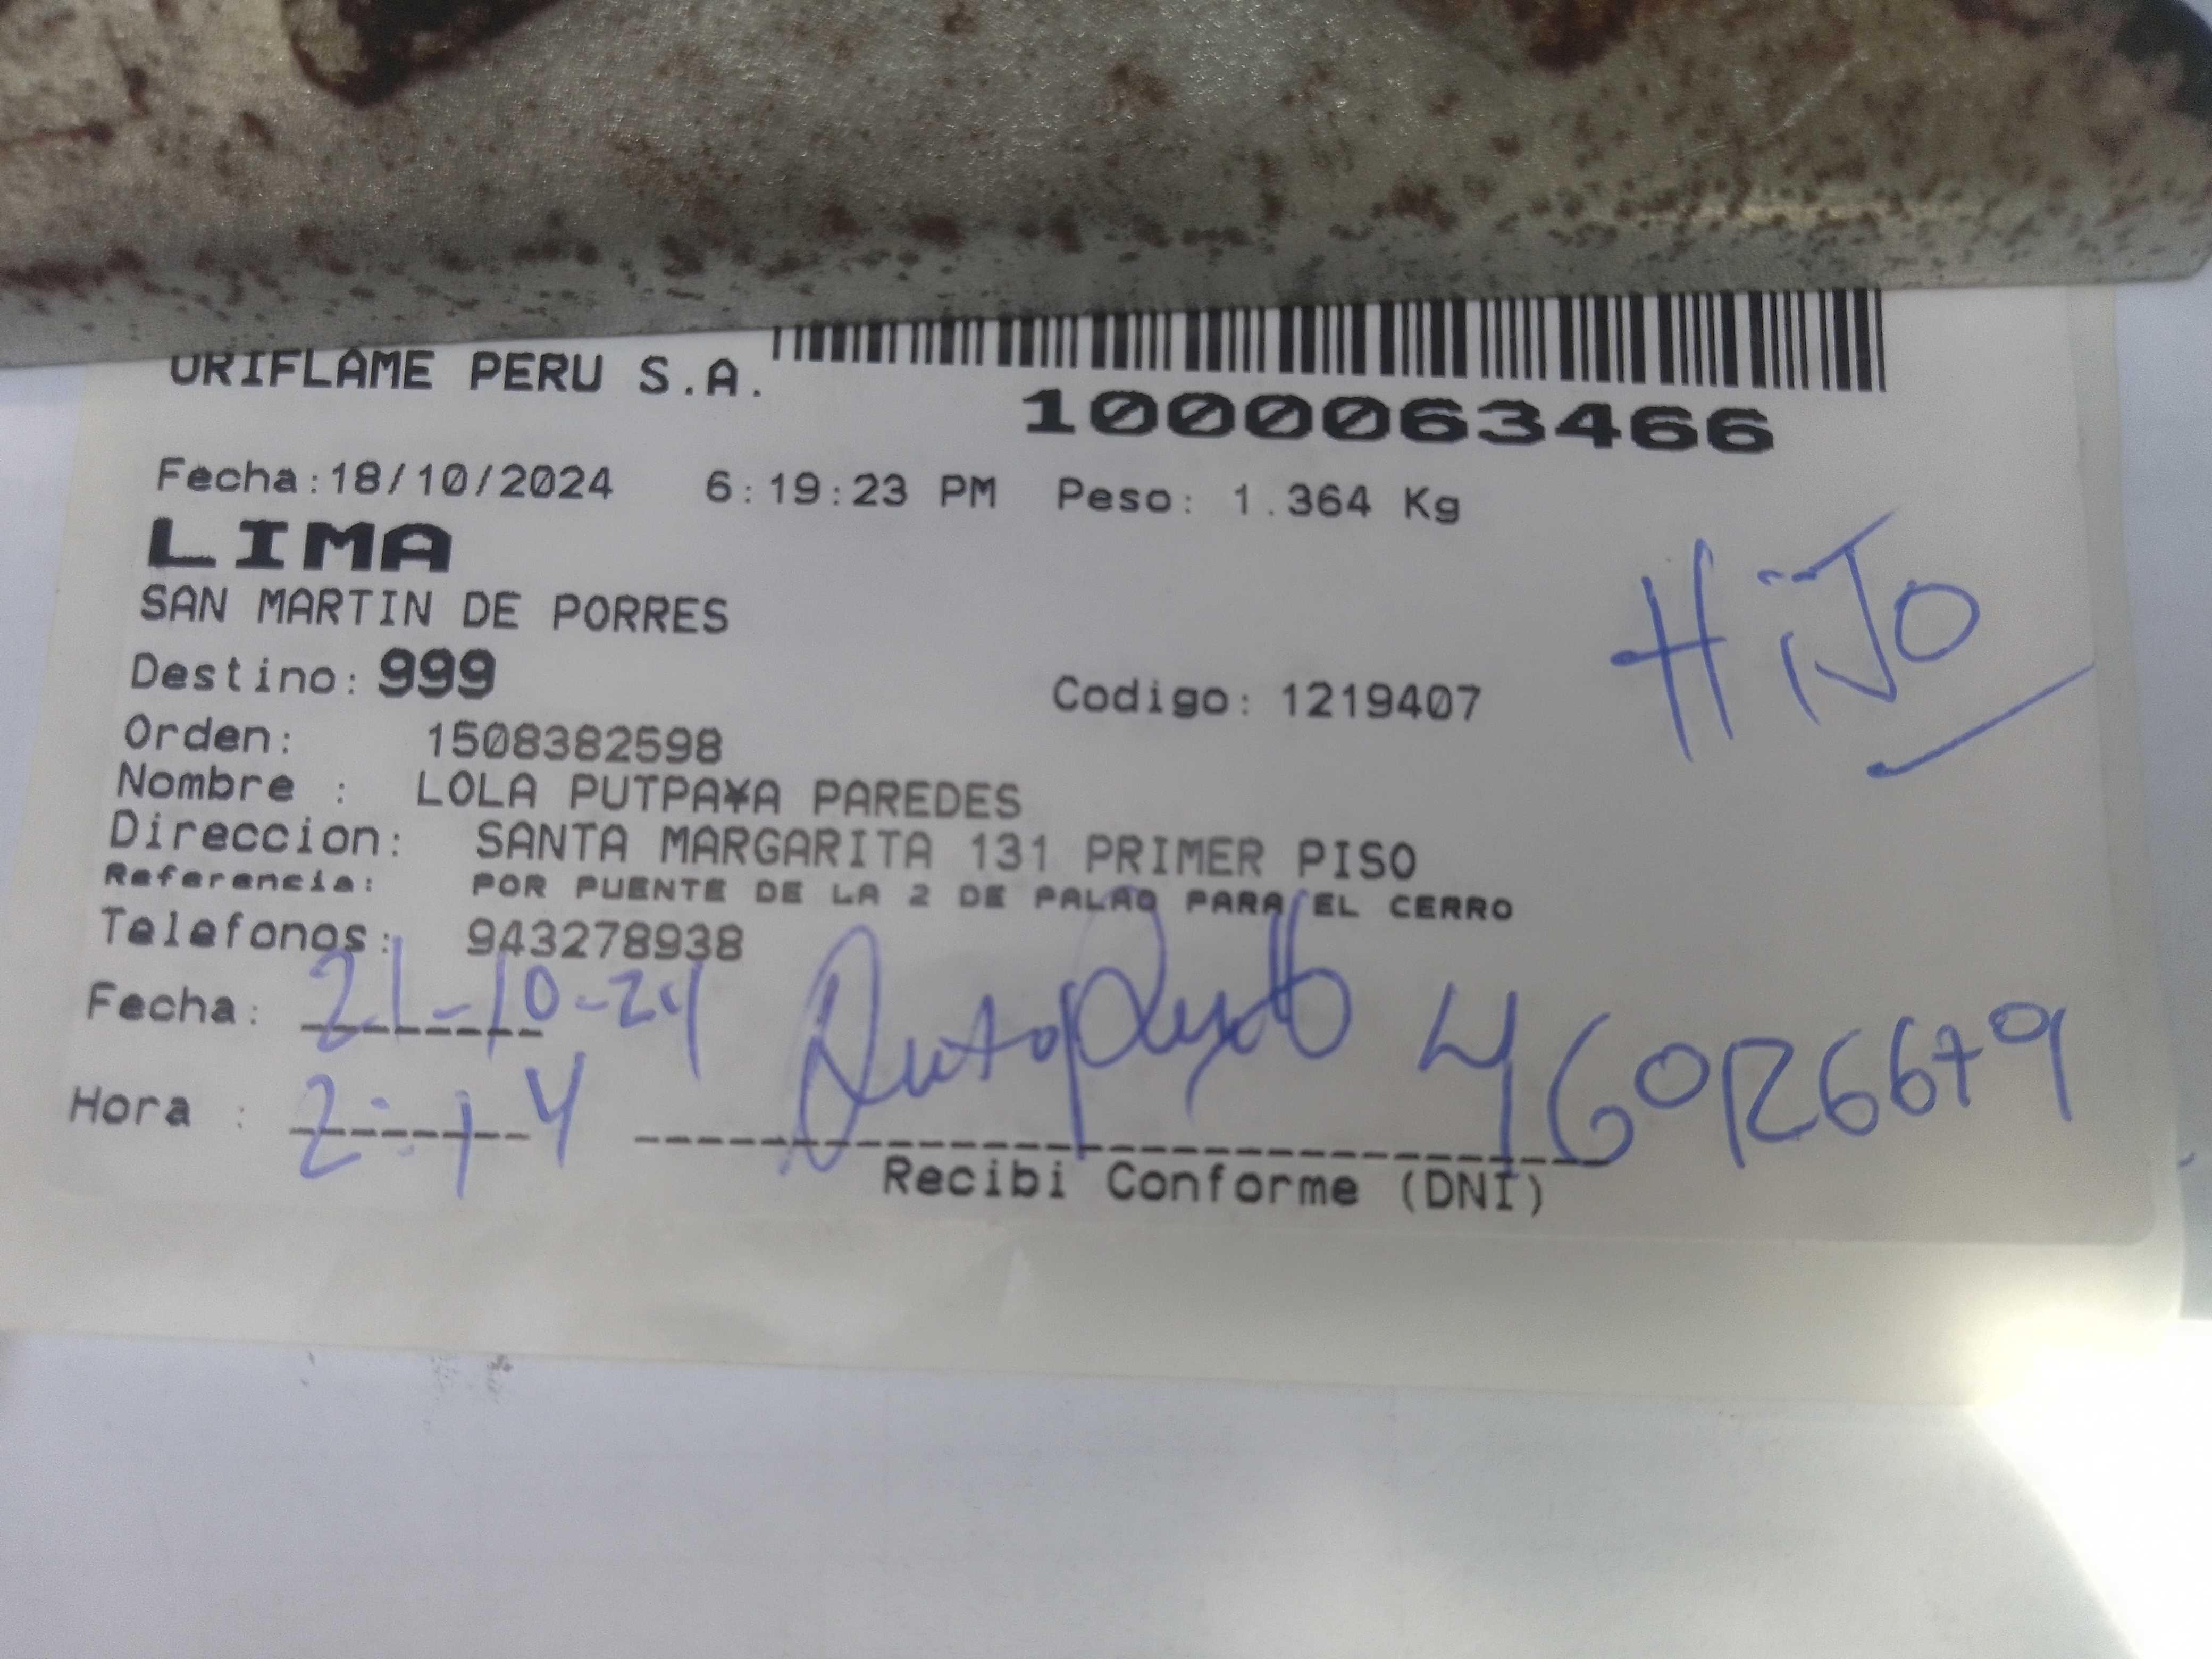 ORIFLAME PERU S.A.
1000063466
Fecha:18/10/2024 6:19:23 PM Peso: 1.364 Kg
LIMA
SAN MARTIN DE PORRES
HiJo
Destino: 999 Codigo: 1219407
Orden: 1508382598
Nombre : LOLA PUTPA¥A PAREDES
Direccion: SANTA MARGARITA 131 PRIMER PISO
Referencia: POR PUENTE DE LA 2 DE PALAO PARA EL CERRO
Telefonos: 943278938
Fecha: 21-10-24
Hora : 2:14
Recibi Conforme (DNI)